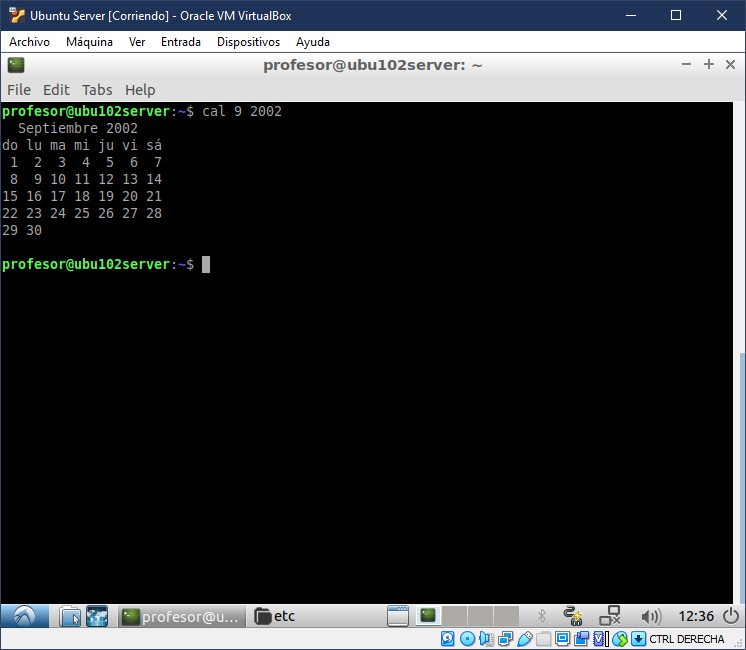 Ubuntu Server [Corriendo] - Oracle VM VirtualBox
Archivo Máquina Ver Entrada Dispositivos Ayuda
profesor@ubu102server: ~
File Edit Tabs Help
profesor@ubu102server:~$ cal 9 2002
Septiembre 2002
do lu ma mi ju vi sá
1 2 3 4 5 6 7
8 9 10 11 12 13 14
15 16 17 18 19 20 21
22 23 24 25 26 27 28
29 30
profesor@ubu102server:~$
profesor@u... etc 12:36
CTRL DERECHA